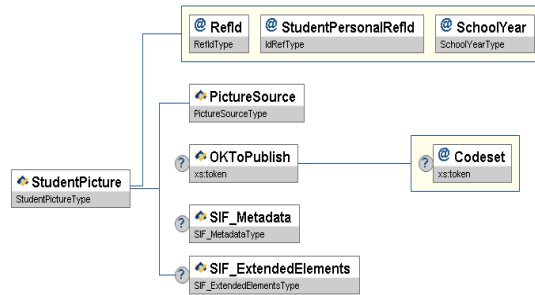 @ RefId
RefIdType
@ StudentPersonalRefId
IdRefType
@ SchoolYear
SchoolYearType
PictureSource
PictureSourceType
? OKToPublish
xs:token
? @ Codeset
xs:token
StudentPicture
StudentPictureType
? SIF_Metadata
SIF_MetadataType
? SIF_ExtendedElements
SIF_ExtendedElementsType